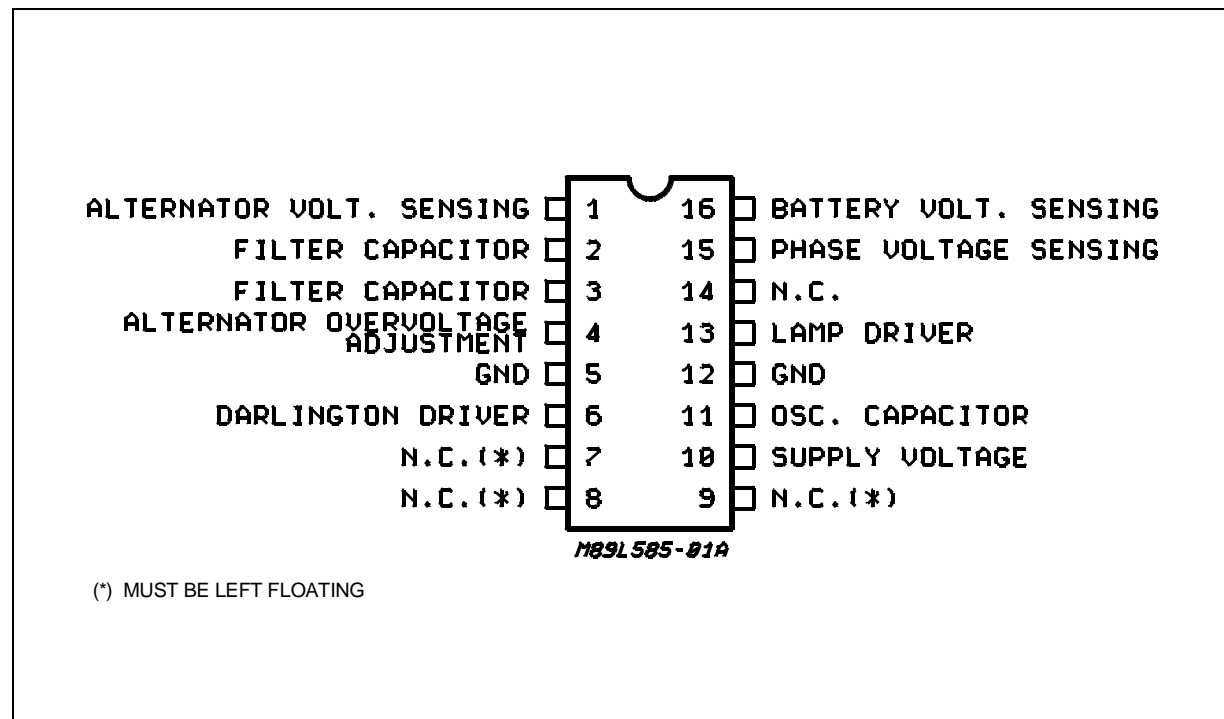 ALTERNATOR VOLT. SENSING 1 16 BATTERY VOLT. SENSING
FILTER CAPACITOR 2 15 PHASE VOLTAGE SENSING
FILTER CAPACITOR 3 14 N.C.
ALTERNATOR OVERVOLTAGE
ADJUSTMENT 4 13 LAMP DRIVER
GND 5 12 GND
DARLINGTON DRIVER 6 11 OSC. CAPACITOR
N.C.(*) 7 10 SUPPLY VOLTAGE
N.C.(*) 8 9 N.C.(*)
M89L585-01A
(*) MUST BE LEFT FLOATING